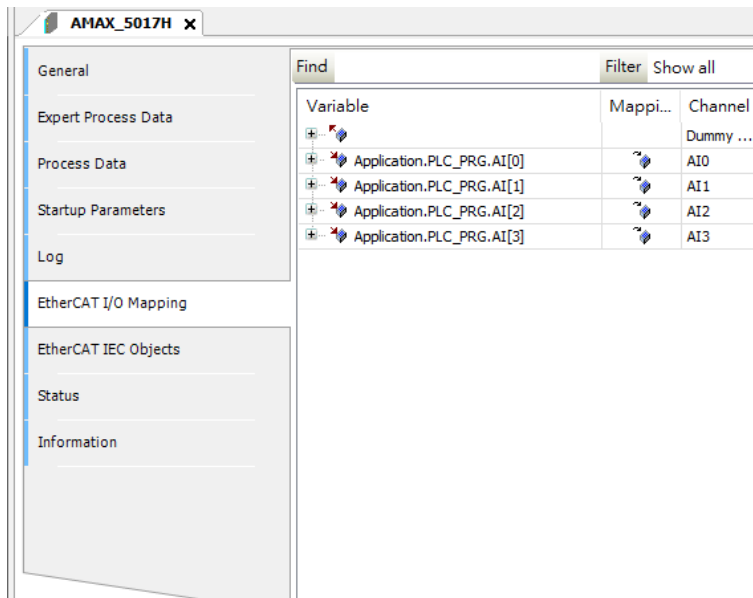 AMAX_5017H
General
Expert Process Data
Process Data
Startup Parameters
Log
EtherCAT I/O Mapping
EtherCAT IEC Objects
Status
Information
Find Filter Show all
Variable Mappi... Channel
Dummy ...
Application.PLC_PRG.AI[0] AI0
Application.PLC_PRG.AI[1] AI1
Application.PLC_PRG.AI[2] AI2
Application.PLC_PRG.AI[3] AI3